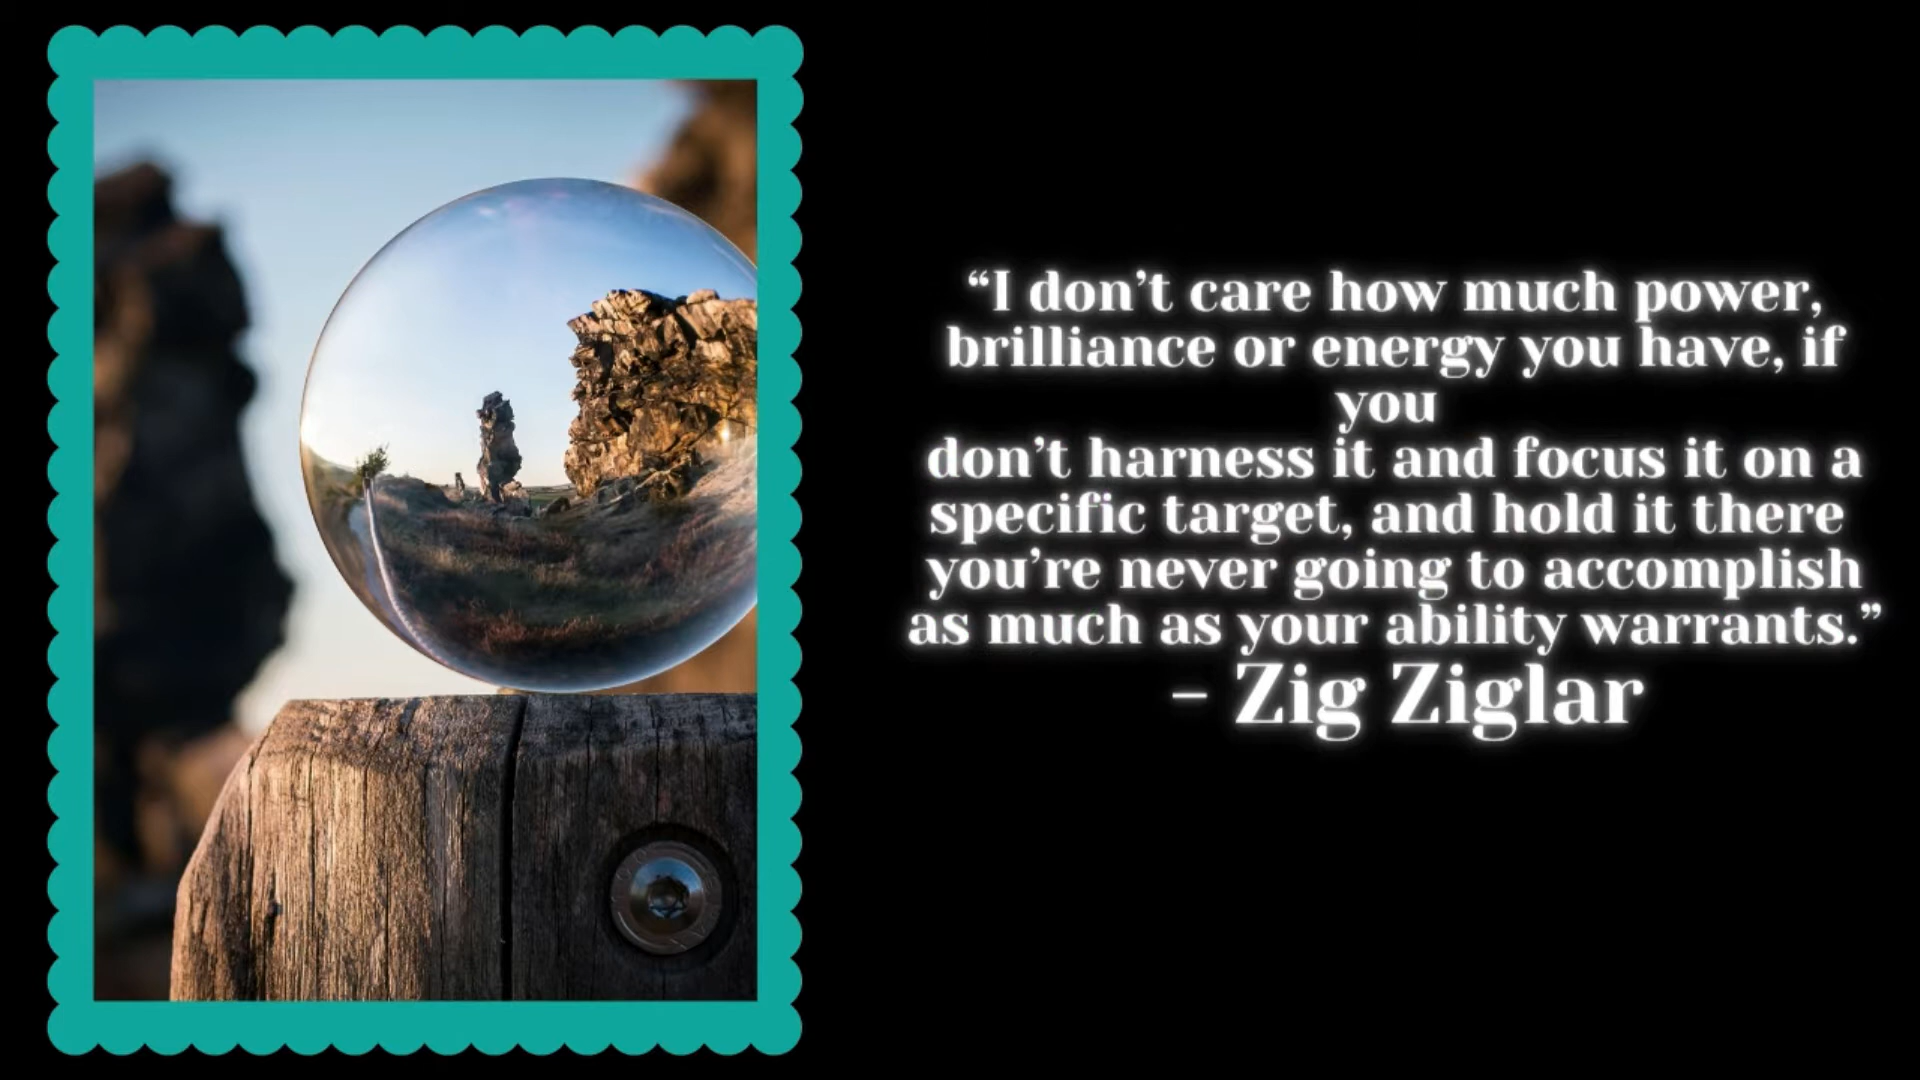 “I don’t care how much power,
brilliance or energy you have, if
you
don’t harness it and focus it on a
specific target, and hold it there
you’re never going to accomplish
as much as your ability warrants.”
- Zig Ziglar